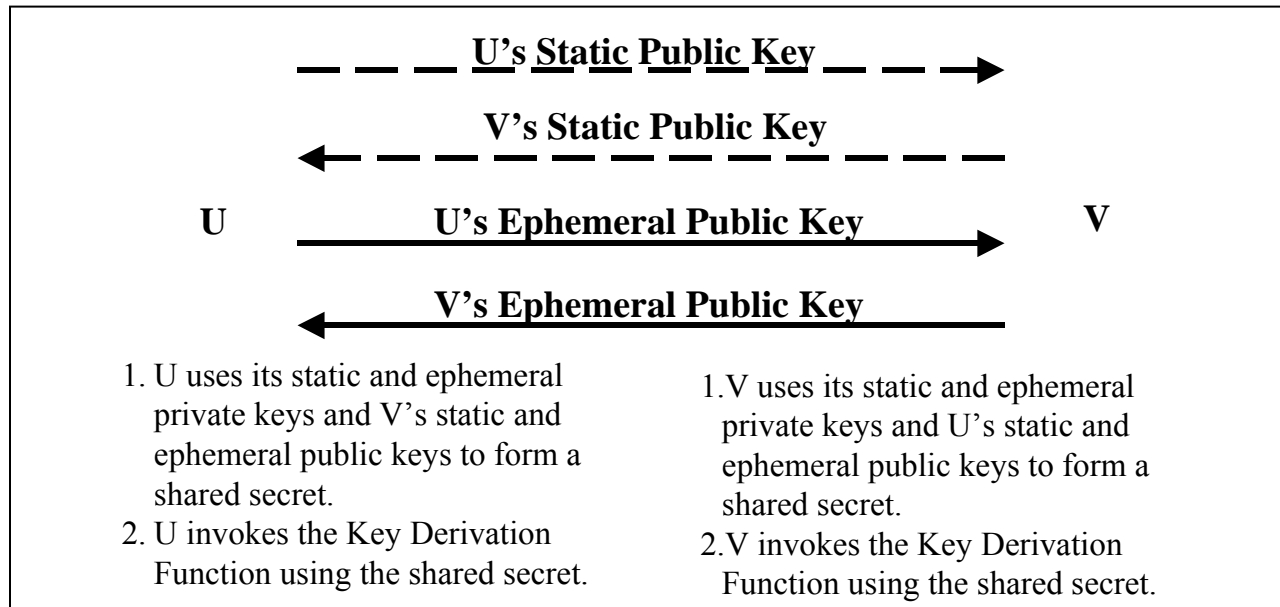 U's Static Public Key
V's Static Public Key
U
U's Ephemeral Public Key
V
V's Ephemeral Public Key
1. U uses its static and ephemeral
private keys and V's static and
ephemeral public keys to form a
shared secret.
2. U invokes the Key Derivation
Function using the shared secret.
1.V uses its static and ephemeral
private keys and U's static and
ephemeral public keys to form a
shared secret.
2.V invokes the Key Derivation
Function using the shared secret.